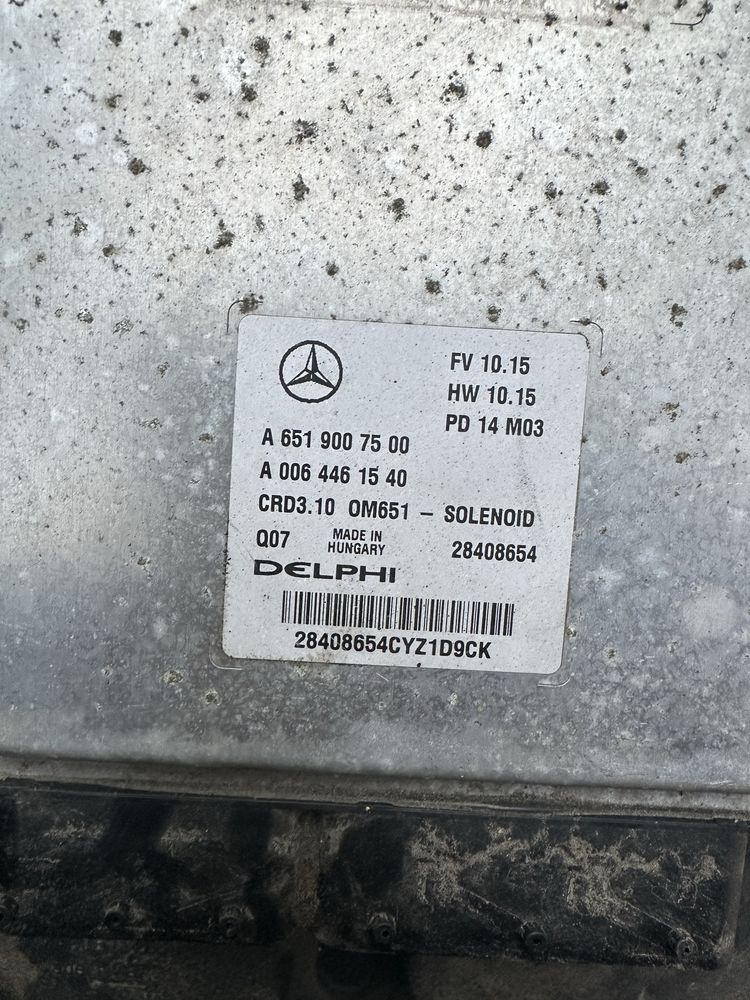 FV 10.15
HW 10.15
PD 14 M03
A 651 900 75 00
A 006 446 15 40
CRD3.10 OM651 – SOLENOID
Q07 MADE IN HUNGARY 28408654
DELPHI
28408654CYZ1D9CK